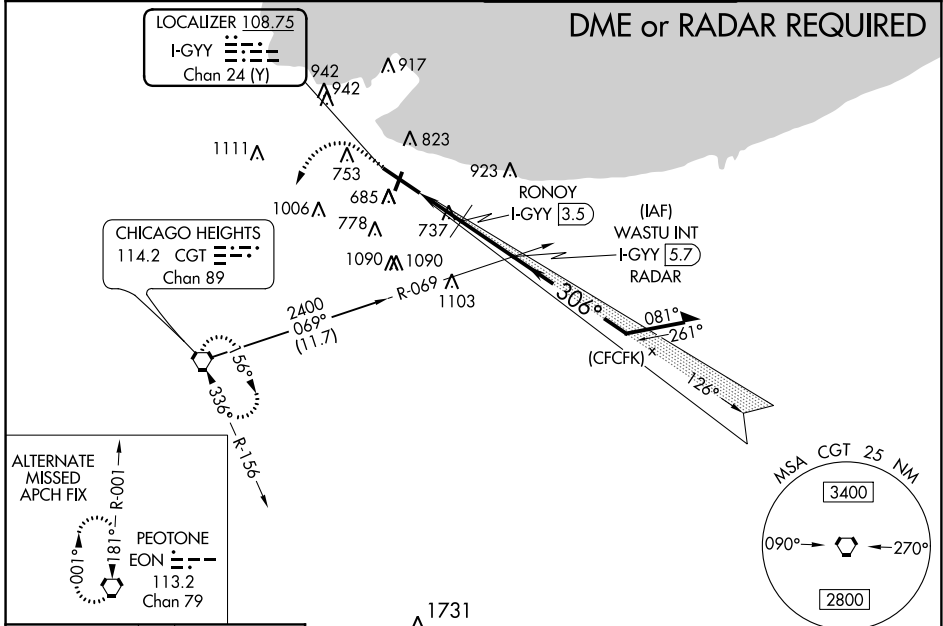 DME or RADAR REQUIRED
LOCALIZER 108.75
I-GYY
Chan 24 (Y)
942
942
917
823
1111
753
923
685
1006
778
737
RONOY
I-GYY 3.5
(IAF)
WASTU INT
I-GYY 5.7
RADAR
CHICAGO HEIGHTS
114.2 CGT
Chan 89
1090
1090
1103
R-069
2400
069°
(11.7)
306°
081°
261°
(CFCFK) x
126°
156°
336°
R-156
ALTERNATE
MISSED
APCH FIX
R-001
001°
181°
PEOTONE
EON
113.2
Chan 79
MSA CGT 25 NM
3400
090°
270°
2800
1731